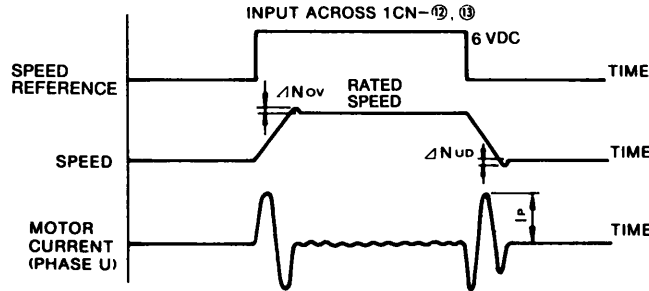 INPUT ACROSS 1CN-⑫, ⑬
6 VDC
SPEED
REFERENCE
TIME
ΔNOV
RATED
SPEED
SPEED
ΔNUD
TIME
MOTOR
CURRENT
(PHASE U)
IP
TIME